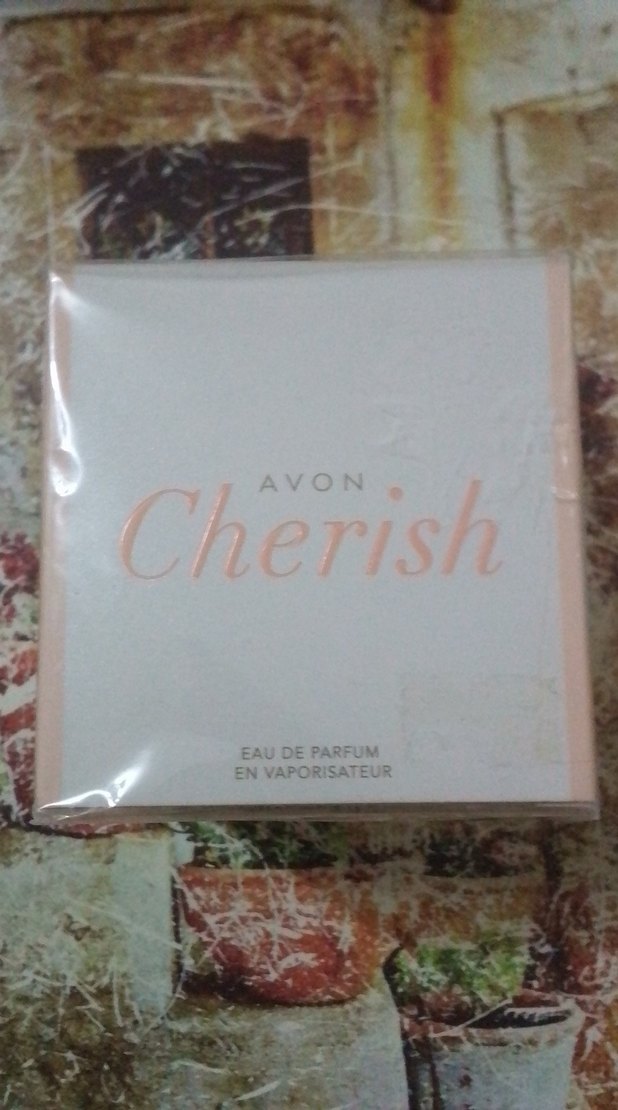 AVON
Cherish
EAU DE PARFUM
EN VAPORISATEUR